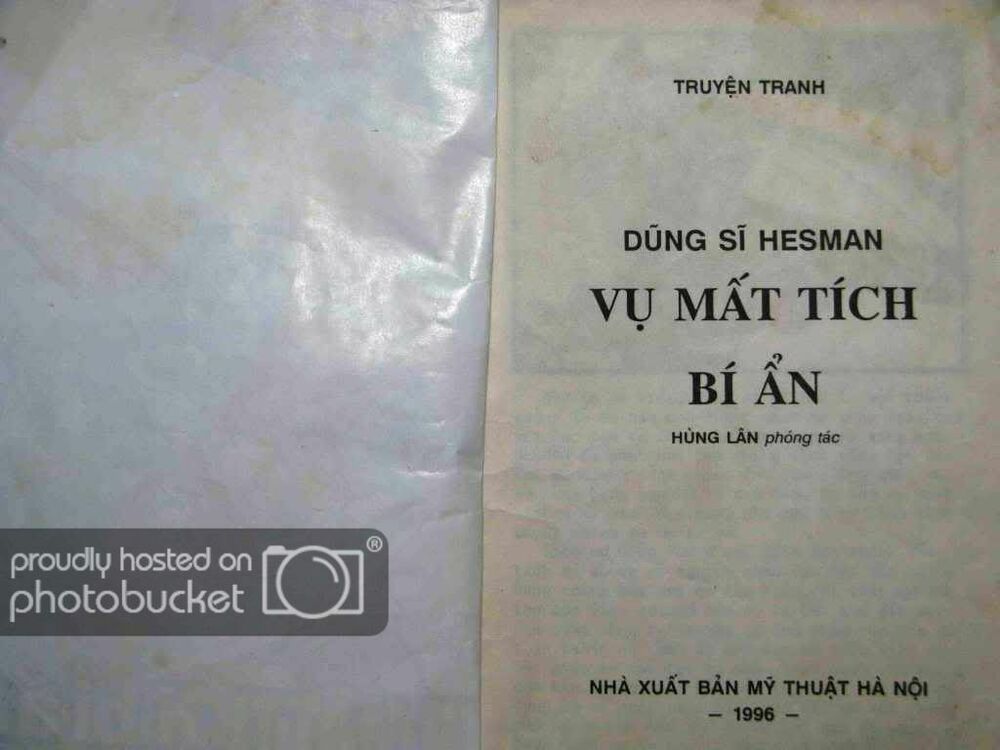 TRUYỆN TRANH
DŨNG SĨ HESMAN
VỤ MẤT TÍCH
BÍ ẨN
HÙNG LÂN phóng tác
NHÀ XUẤT BẢN MỸ THUẬT HÀ NỘI
– 1996 –
proudly hosted on
photobucket ®